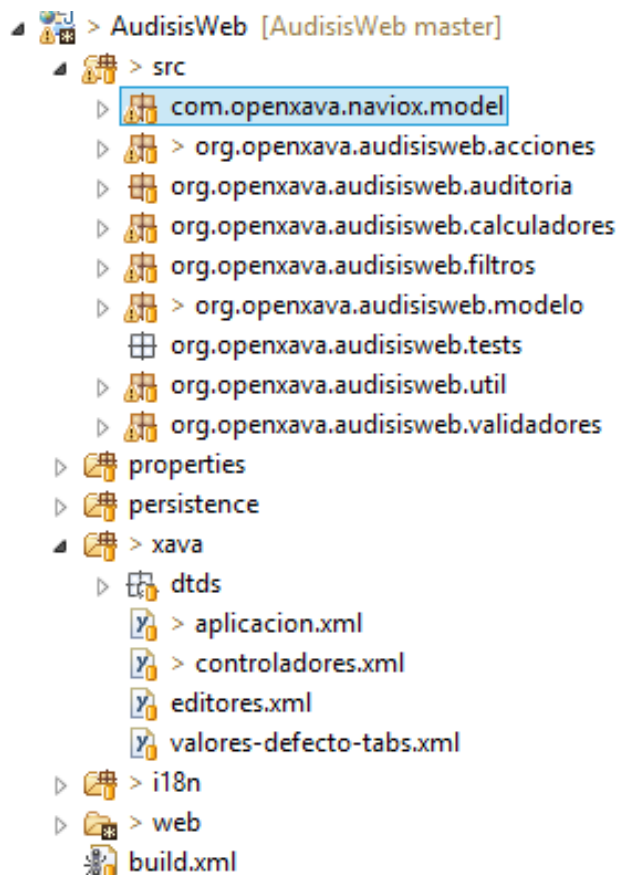 > AudisisWeb [AudisisWeb master]
> src
com.openxava.naviox.model
> org.openxava.audisisweb.acciones
org.openxava.audisisweb.auditoria
org.openxava.audisisweb.calculadores
org.openxava.audisisweb.filtros
> org.openxava.audisisweb.modelo
org.openxava.audisisweb.tests
org.openxava.audisisweb.util
org.openxava.audisisweb.validadores
properties
persistence
> xava
dtds
> aplicacion.xml
> controladores.xml
editores.xml
valores-defecto-tabs.xml
> i18n
> web
build.xml